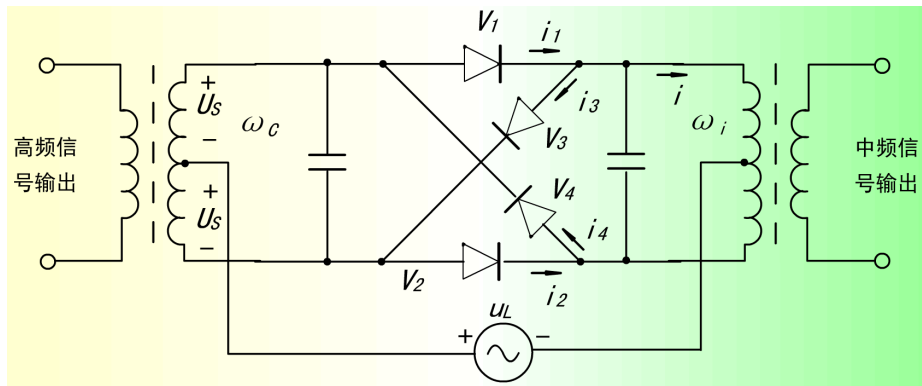 V1
i1
+
US
−
ωC
高频信
号输出
+
US
−
i3
V3
i
ωi
中频信
号输出
V4
i4
V2
i2
uL
+
−